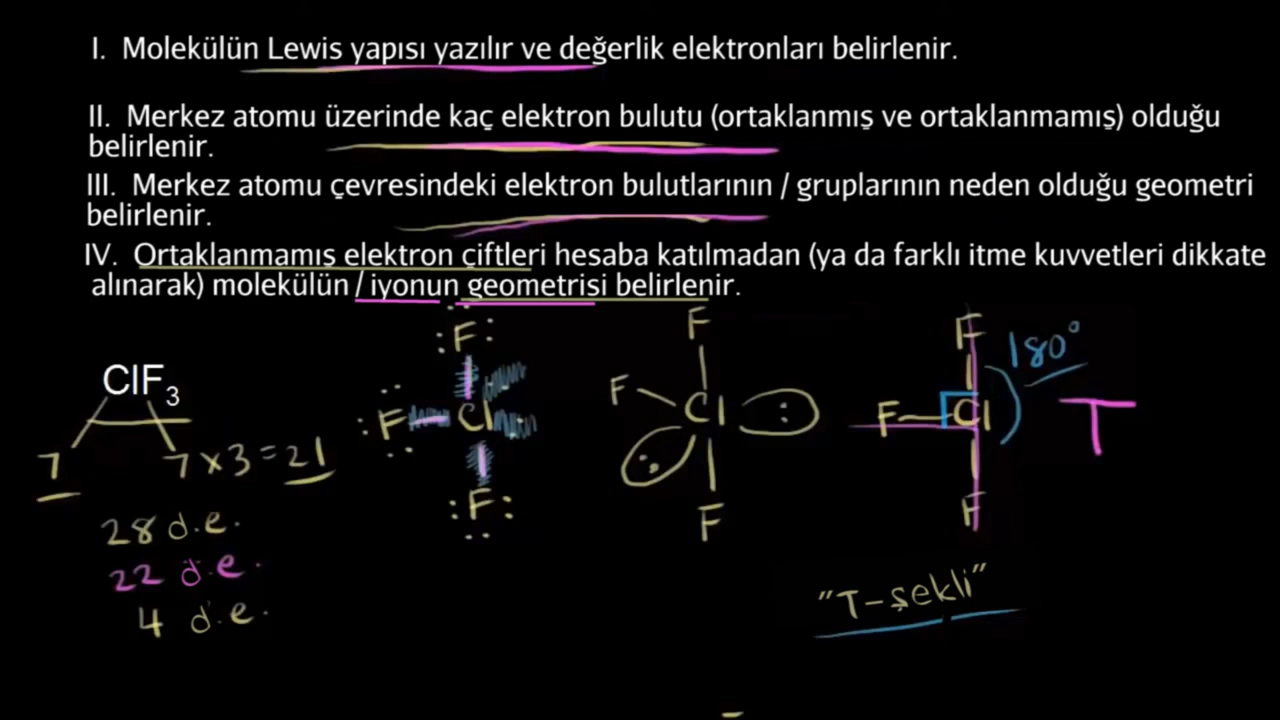 I. Molekülün Lewis yapısı yazılır ve değerlik elektronları belirlenir.
II. Merkez atomu üzerinde kaç elektron bulutu (ortaklanmış ve ortaklanmamış) olduğu
belirlenir.
III. Merkez atomu çevresindeki elektron bulutlarının / gruplarının neden olduğu geometri
belirlenir.
IV. Ortaklanmamış elektron çiftleri hesaba katılmadan (ya da farklı itme kuvvetleri dikkate
alınarak) molekülün / iyonun geometrisi belirlenir.
ClF3
7
7 x 3 = 21
28 d.e.
22 d.e.
4 d.e.
:F:
:F Cl
:F:
F
F Cl :
:
F
F 180°
F Cl T
F
"T-şekli"